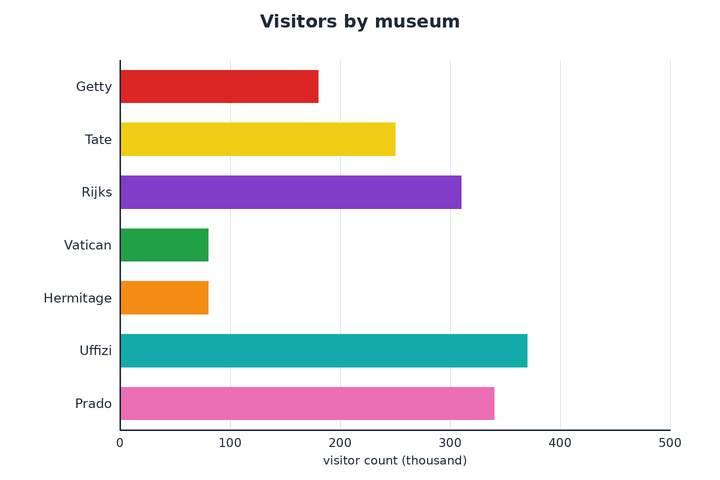 Visitors by museum
Getty
Tate
Rijks
Vatican
Hermitage
Uffizi
Prado
0 100 200 300 400 500
visitor count (thousand)